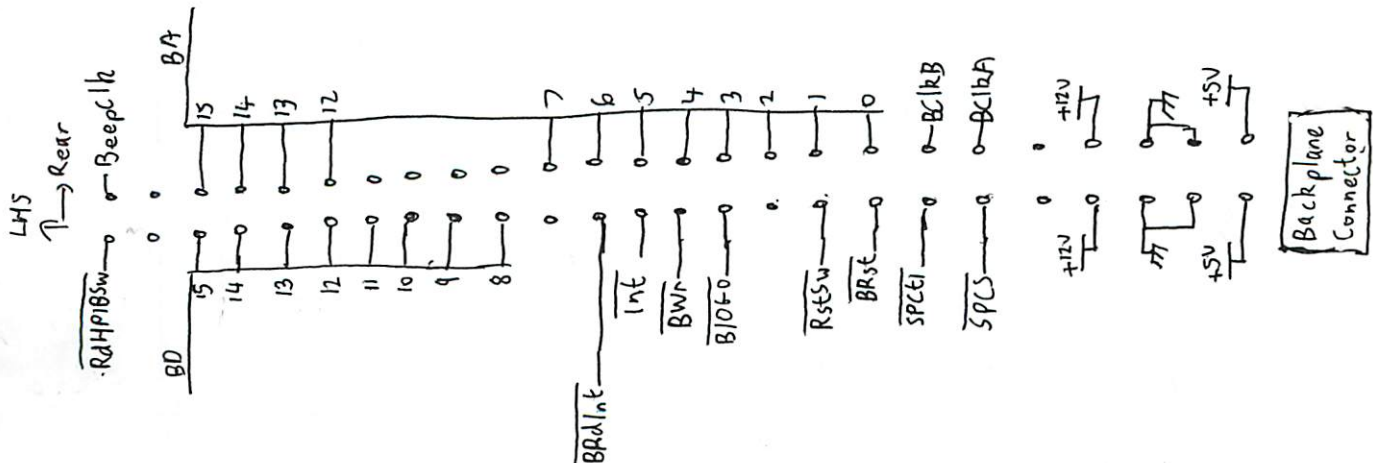 LHS
→ Rear
RdHPIBSw
BeepClk
BA
15
14
13
12
7
6
5
4
3
2
1
0
BClkB
BClkA
+12V
+5V
BD
15
14
13
12
11
10
9
8
BRdInt
Int
BWr
BIOGO
RstSw
BRst
SPCtl
SPCS
+12V
+5V
Backplane
Connector